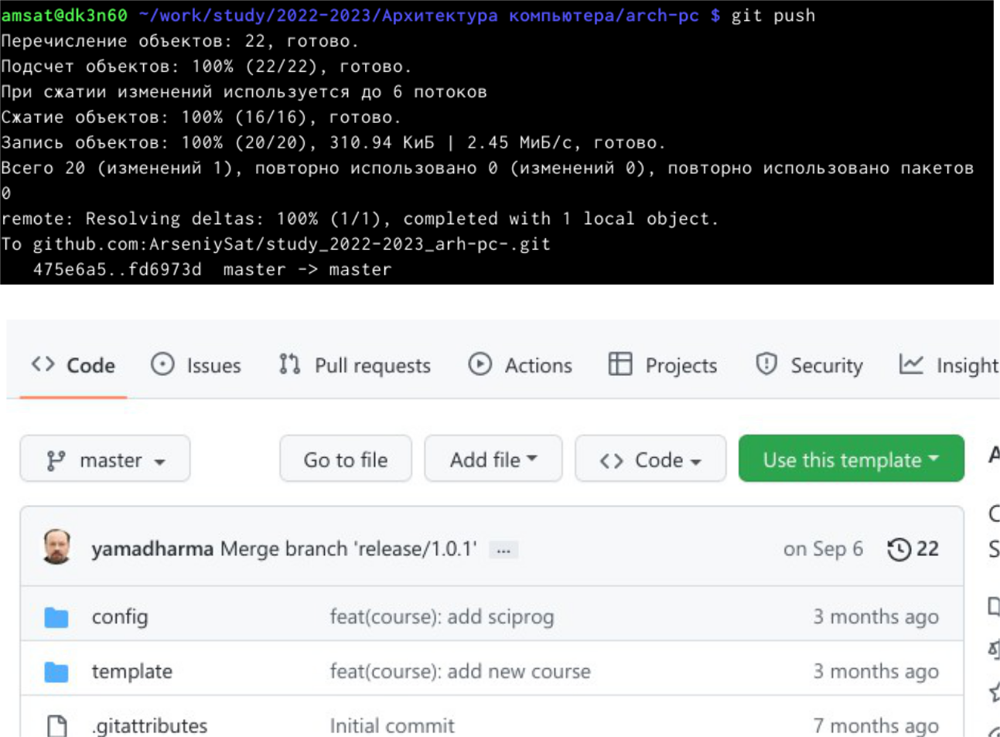 amsat@dk3n60 ~/work/study/2022-2023/Архитектура компьютера/arch-pc $ git push
Перечисление объектов: 22, готово.
Подсчет объектов: 100% (22/22), готово.
При сжатии изменений используется до 6 потоков
Сжатие объектов: 100% (16/16), готово.
Запись объектов: 100% (20/20), 310.94 КиБ | 2.45 МиБ/с, готово.
Всего 20 (изменений 1), повторно использовано 0 (изменений 0), повторно использовано пакетов
0
remote: Resolving deltas: 100% (1/1), completed with 1 local object.
To github.com:ArseniySat/study_2022-2023_arh-pc-.git
475e6a5..fd6973d master -> master
Code Issues Pull requests Actions Projects Security Insight
master Go to file Add file Code Use this template
yamadharma Merge branch 'release/1.0.1' ... on Sep 6 22
config feat(course): add sciprog 3 months ago
template feat(course): add new course 3 months ago
.gitattributes Initial commit 7 months ago